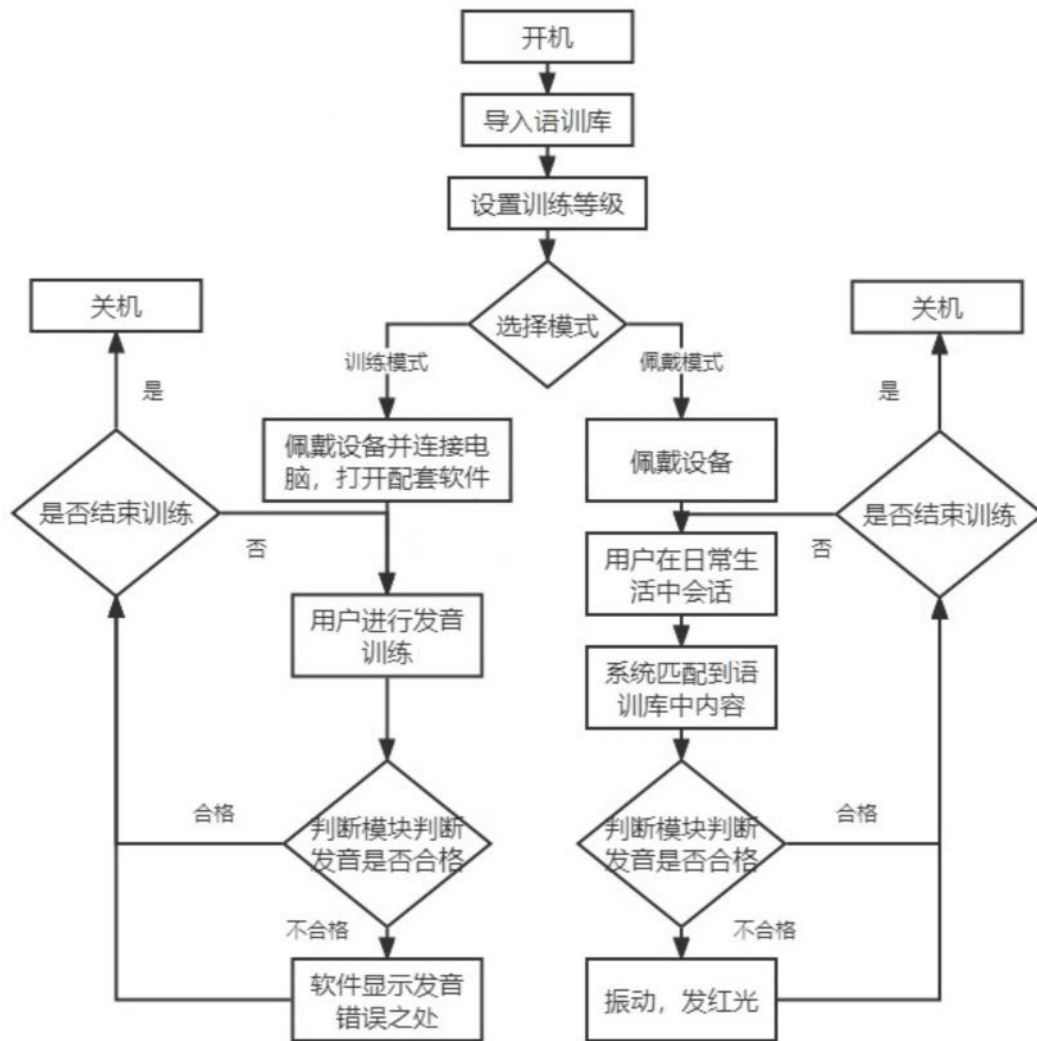 开机
导入语训库
设置训练等级
选择模式
关机
关机
训练模式
佩戴模式
是
是
佩戴设备并连接电
脑，打开配套软件
佩戴设备
是否结束训练
是否结束训练
否
否
用户在日常生
活中会话
用户进行发音
训练
系统匹配到语
训库中内容
合格
合格
判断模块判断
发音是否合格
判断模块判断
发音是否合格
不合格
不合格
软件显示发音
错误之处
振动，发红光